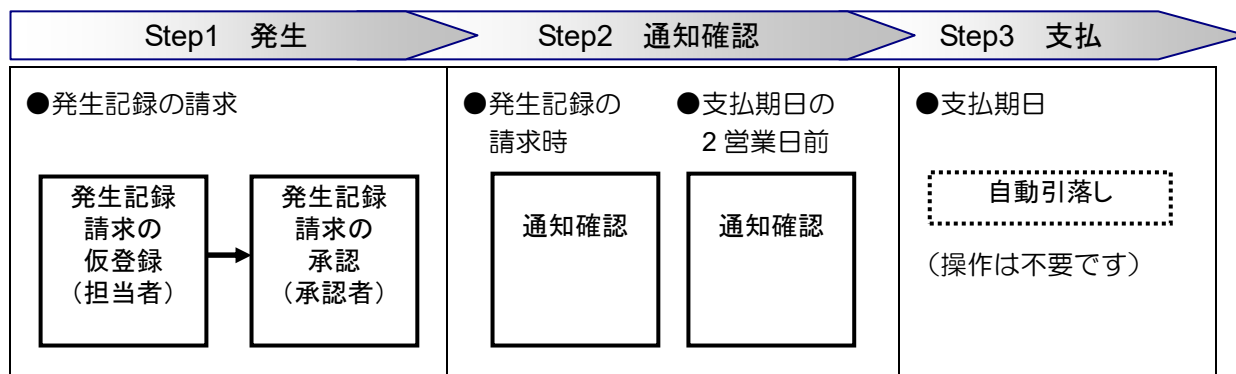 Step1 発生
Step2 通知確認
Step3 支払
●発生記録の請求
発生記録
請求の
仮登録
（担当者）
発生記録
請求の
承認
（承認者）
●発生記録の
請求時
通知確認
●支払期日の
2営業日前
通知確認
●支払期日
自動引落し
（操作は不要です）